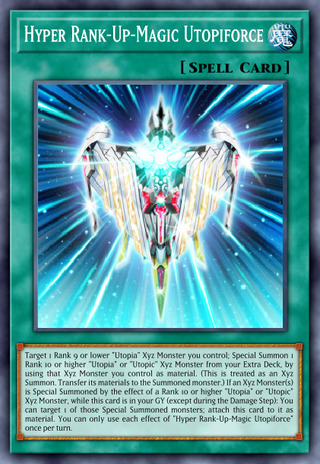 Hyper Rank-Up-Magic Utopiforce
魔
[ Spell Card ]
Target 1 Rank 9 or lower "Utopia" Xyz Monster you control; Special Summon 1
Rank 10 or higher "Utopia" or "Utopic" Xyz Monster from your Extra Deck, by
using that Xyz Monster you control as material. (This is treated as an Xyz
Summon. Transfer its materials to the Summoned monster.) If an Xyz Monster(s)
is Special Summoned by the effect of a Rank 10 or higher "Utopia" or "Utopic"
Xyz Monster, while this card is in your GY (except during the Damage Step): You
can target 1 of those Special Summoned monsters; attach this card to it as
material. You can only use each effect of "Hyper Rank-Up-Magic Utopiforce"
once per turn.